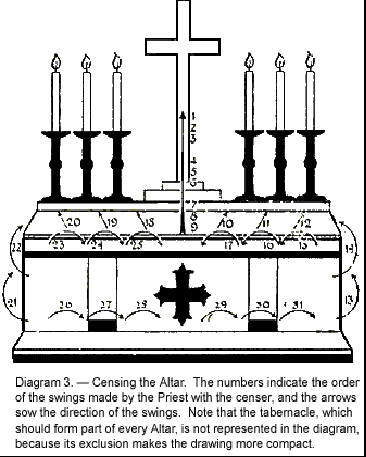 1
2
3
4
5
6
7
8
9
20 19 18 10 11 12
22 23 24 25 17 16 15 14
21 26 27 28 29 30 31 13
Diagram 3. — Censing the Altar. The numbers indicate the order
of the swings made by the Priest with the censer, and the arrows
sow the direction of the swings. Note that the tabernacle, which
should form part of every Altar, is not represented in the diagram,
because its exclusion makes the drawing more compact.